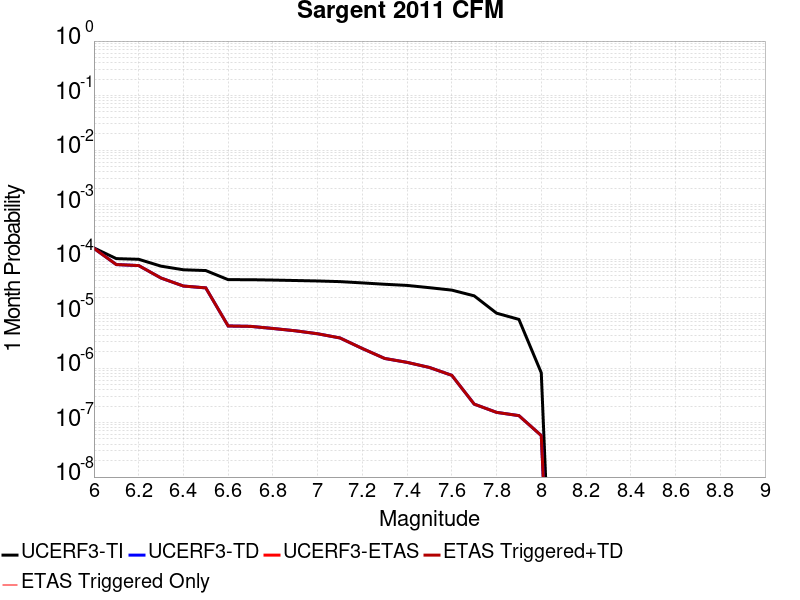 Sargent 2011 CFM
10^0
10^-1
10^-2
10^-3
10^-4
10^-5
10^-6
10^-7
10^-8
1 Month Probability
6 6.2 6.4 6.6 6.8 7 7.2 7.4 7.6 7.8 8 8.2 8.4 8.6 8.8 9
Magnitude
UCERF3-TI UCERF3-TD UCERF3-ETAS ETAS Triggered+TD
ETAS Triggered Only